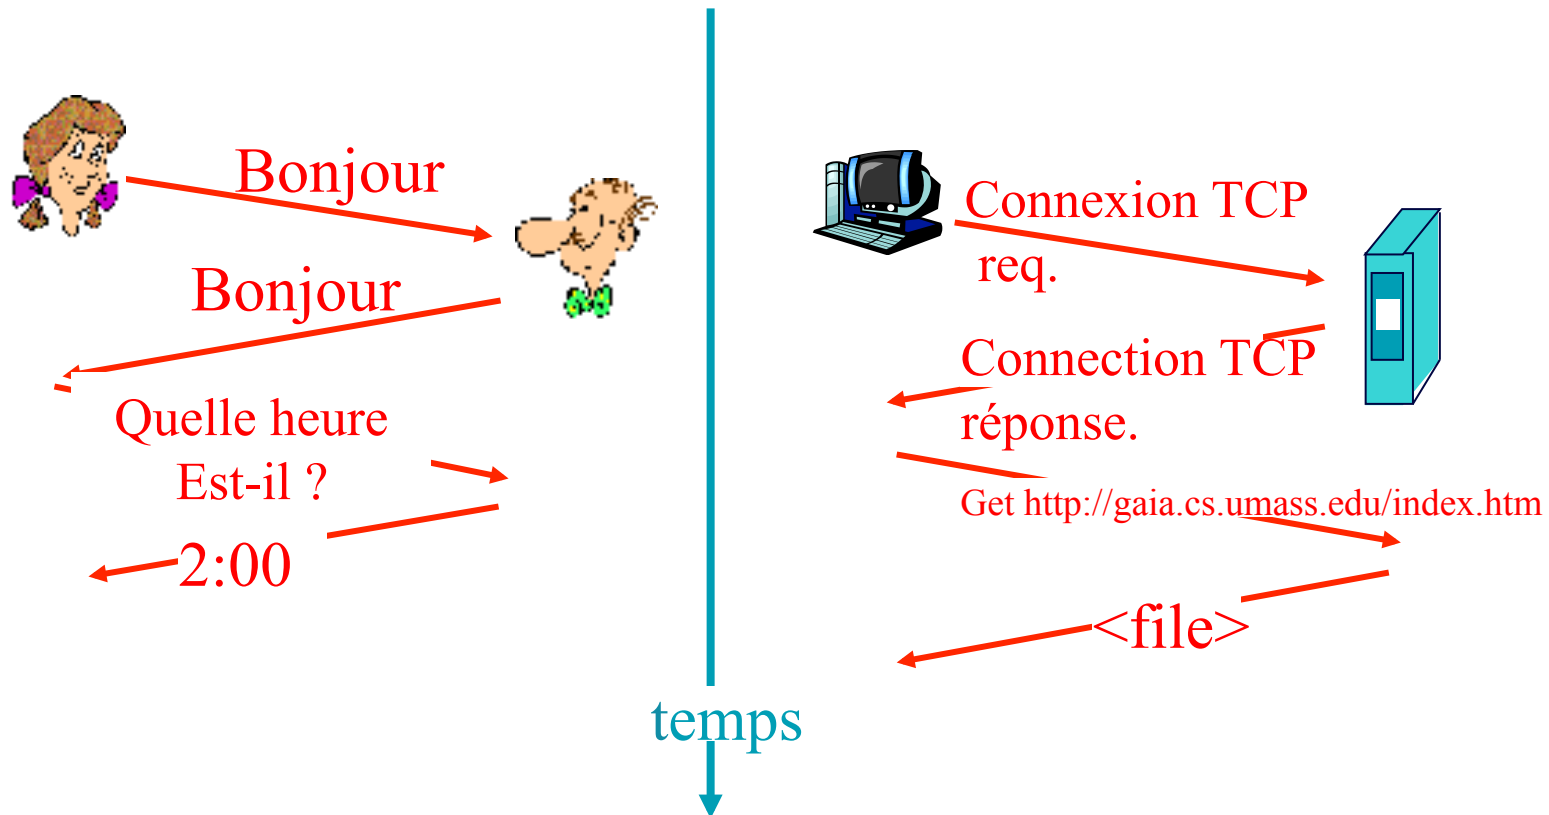 Bonjour
Bonjour
Quelle heure
Est-il ?
2:00
Connexion TCP
req.
Connection TCP
réponse.
Get http://gaia.cs.umass.edu/index.htm
<file>
temps